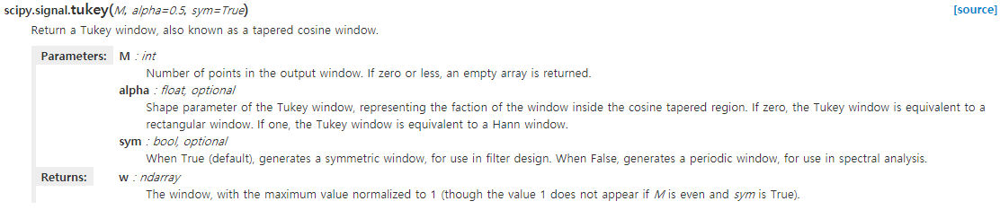 scipy.signal.tukey(M, alpha=0.5, sym=True) [source]
Return a Tukey window, also known as a tapered cosine window.
Parameters: M : int
Number of points in the output window. If zero or less, an empty array is returned.
alpha : float, optional
Shape parameter of the Tukey window, representing the faction of the window inside the cosine tapered region. If zero, the Tukey window is equivalent to a
rectangular window. If one, the Tukey window is equivalent to a Hann window.
sym : bool, optional
When True (default), generates a symmetric window, for use in filter design. When False, generates a periodic window, for use in spectral analysis.
Returns: w : ndarray
The window, with the maximum value normalized to 1 (though the value 1 does not appear if M is even and sym is True).